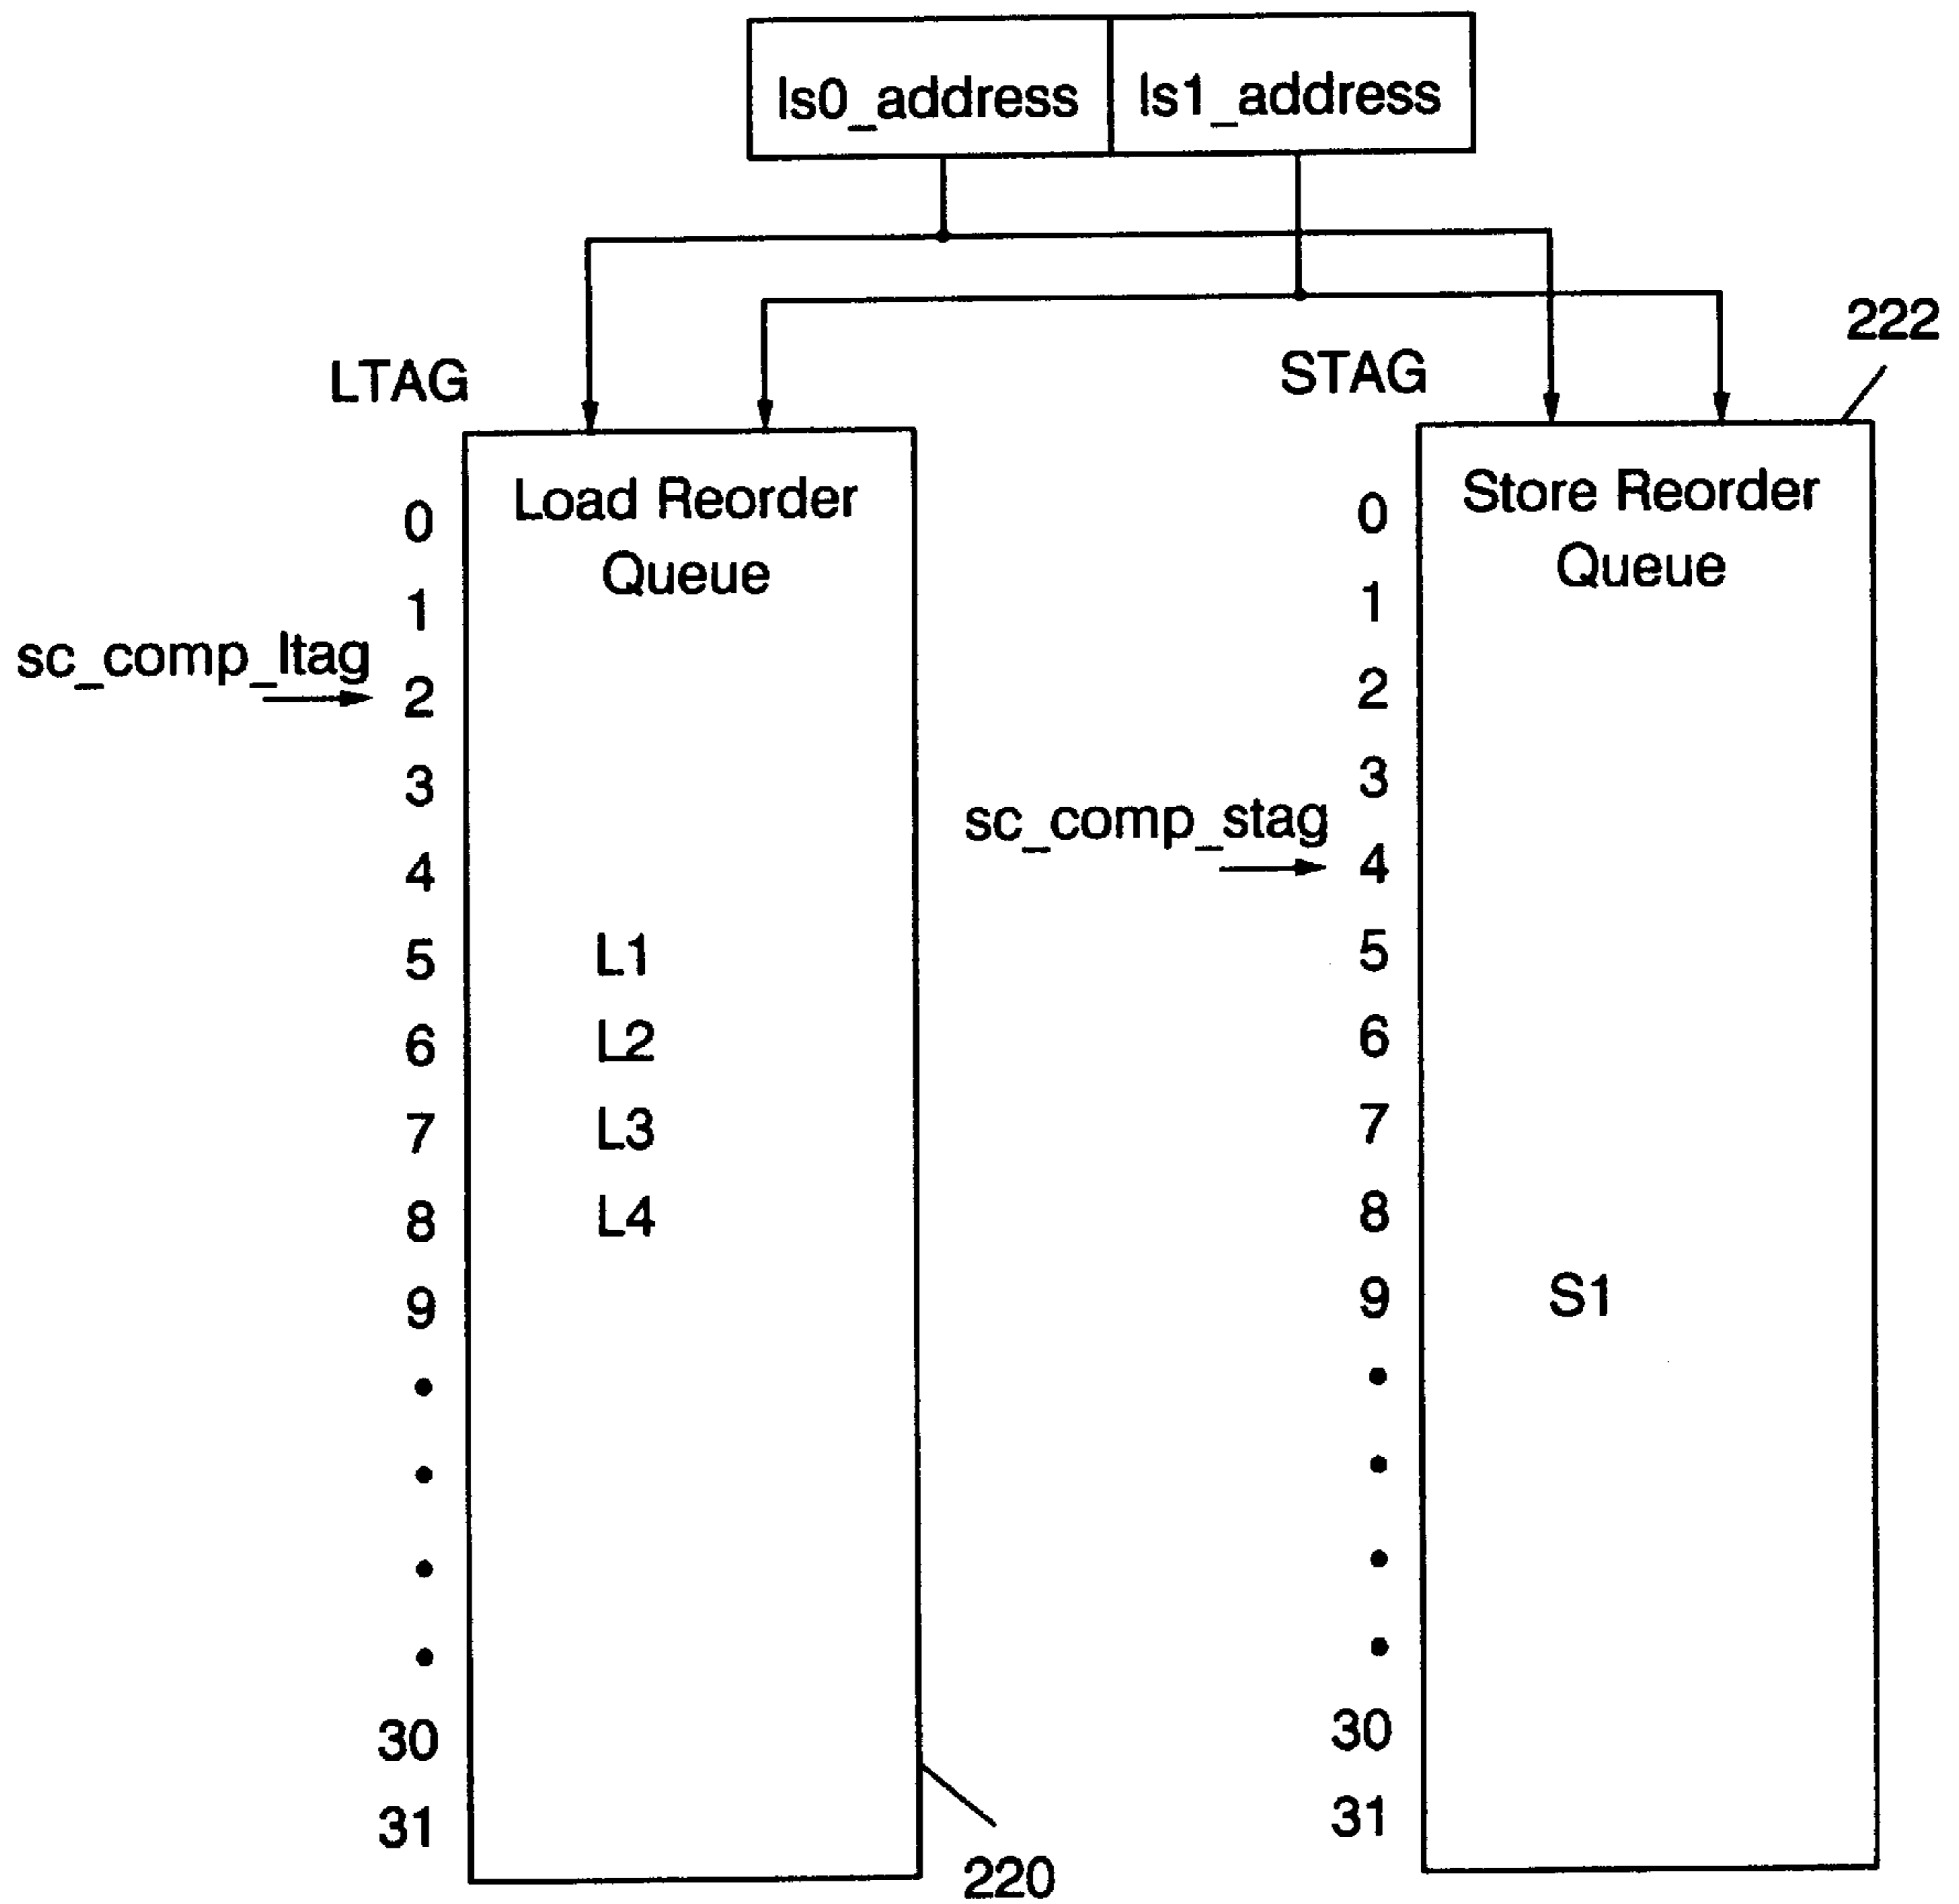 ls0_address ls1_address
222
LTAG
STAG
Load Reorder
Queue
Store Reorder
Queue
sc_comp_ltag
sc_comp_stag
0
1
2
3
4
5 L1
6 L2
7 L3
8 L4
9
30
31
0
1
2
3
4
5
6
7
8
9 S1
30
31
220